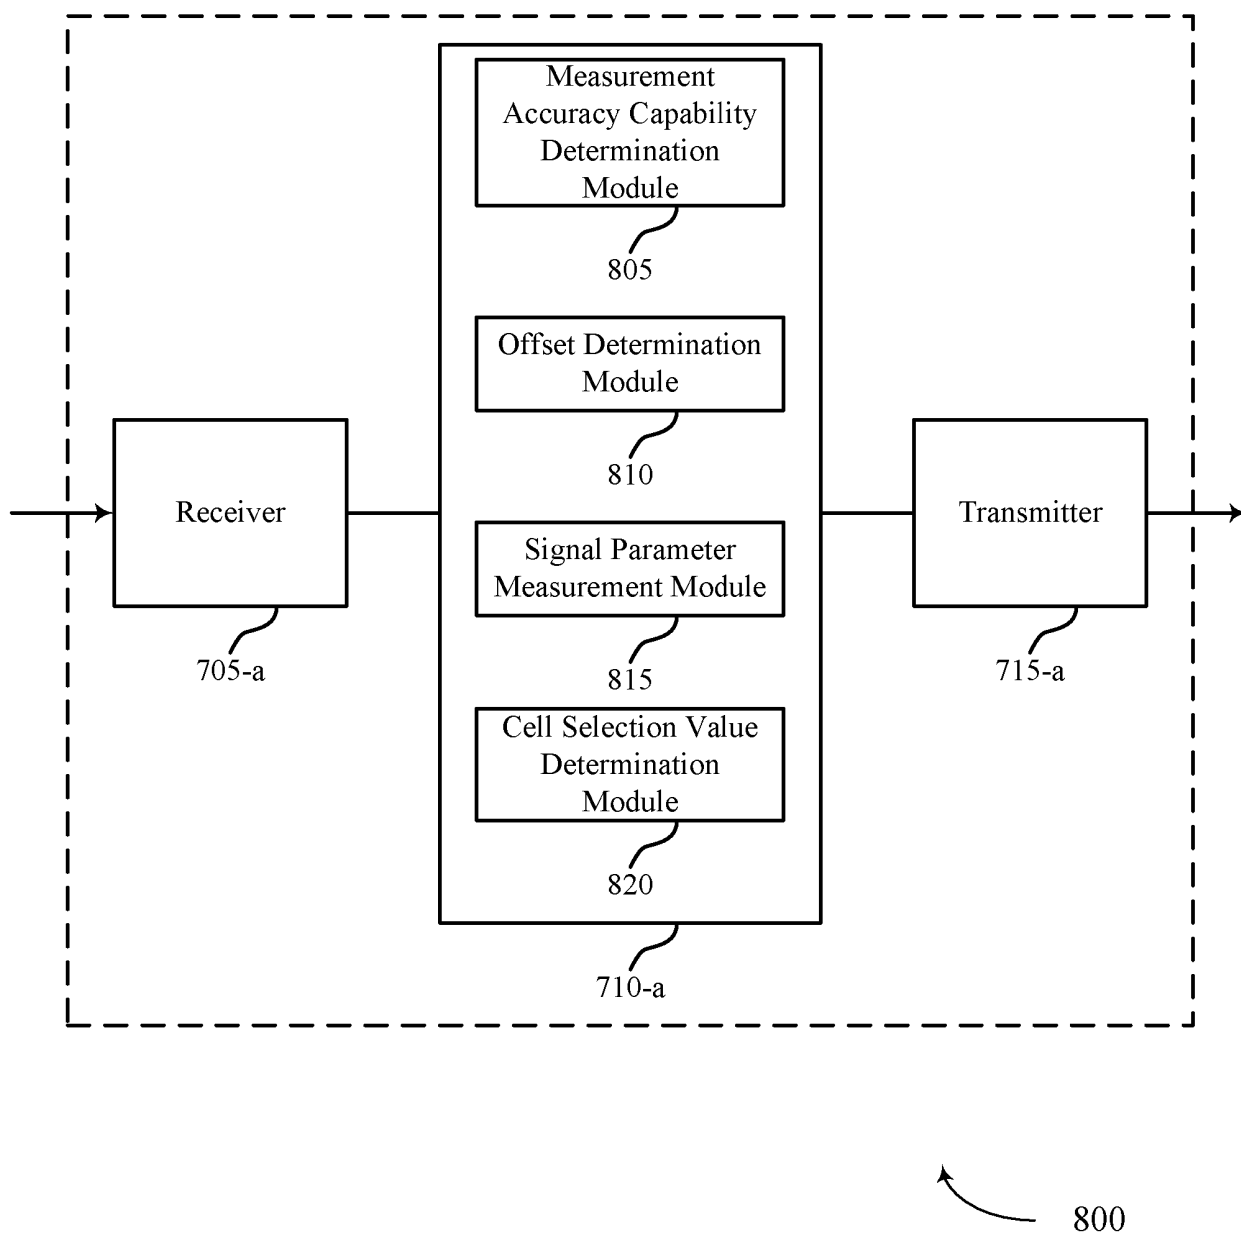 Measurement
Accuracy Capability
Determination
Module
805
Offset Determination
Module
810
Receiver
705-a
Signal Parameter
Measurement Module
815
Transmitter
715-a
Cell Selection Value
Determination
Module
820
710-a
800